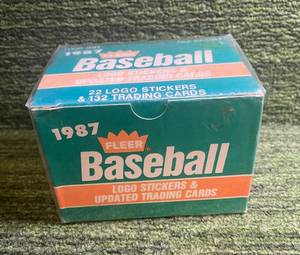 1987
FLEER
Baseball
LOGO STICKERS &
UPDATED TRADING CARDS
22 LOGO STICKERS
& 132 TRADING CARDS
1987
FLEER
Baseball
LOGO STICKERS &
UPDATED TRADING CARDS